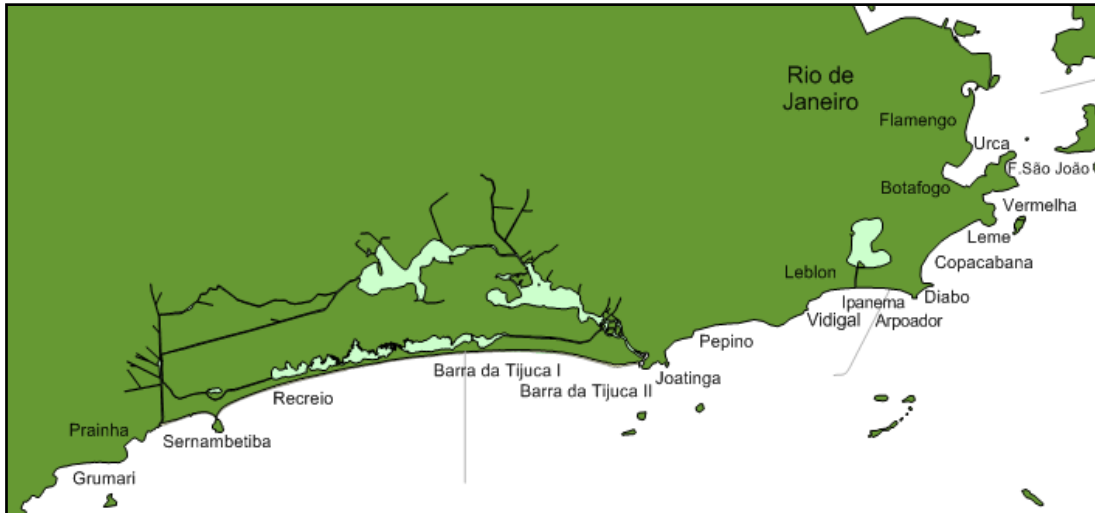 Rio de
Janeiro
Flamengo
Urca
F.São João
Botafogo
Vermelha
Leme
Copacabana
Leblon
Diabo
Ipanema
Vidigal
Arpoador
Pepino
Barra da Tijuca I
Joatinga
Barra da Tijuca II
Recreio
Prainha
Sernambetiba
Grumari